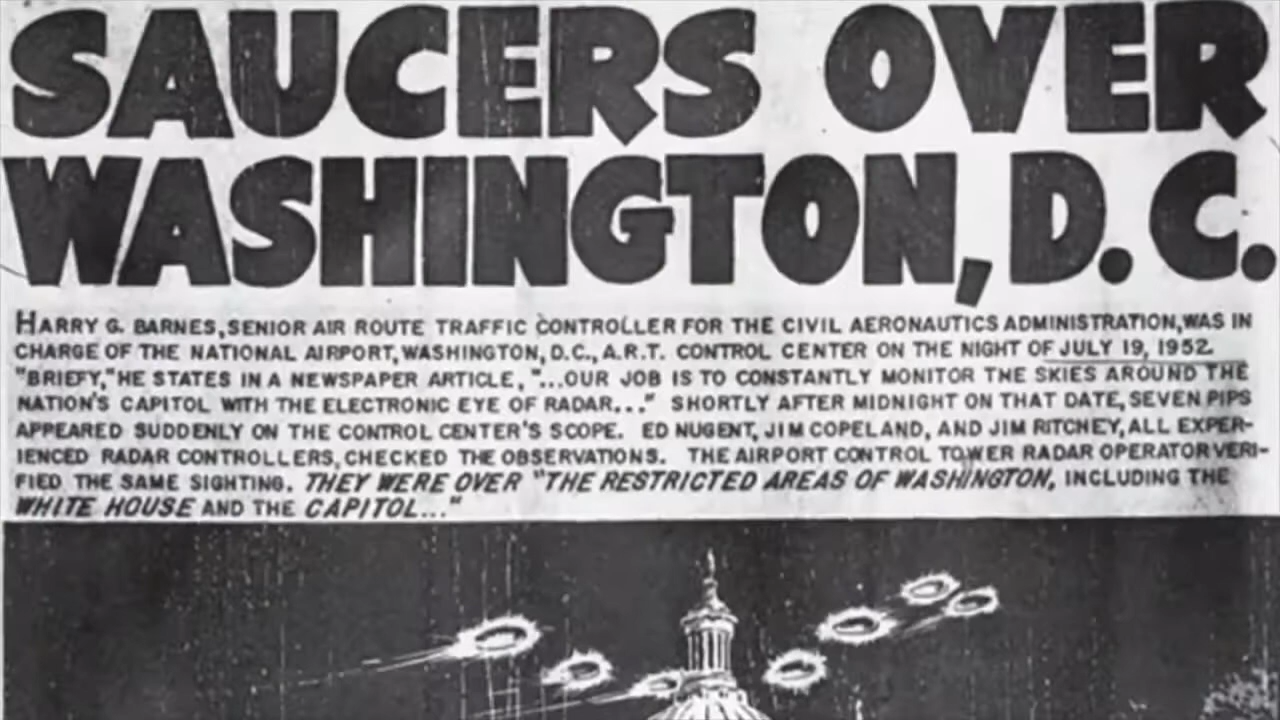 SAUCERS OVER
WASHINGTON, D.C.
HARRY G. BARNES, SENIOR AIR ROUTE TRAFFIC CONTROLLER FOR THE CIVIL AERONAUTICS ADMINISTRATION, WAS IN
CHARGE OF THE NATIONAL AIRPORT, WASHINGTON, D.C., A.R.T. CONTROL CENTER ON THE NIGHT OF JULY 19, 1952.
"BRIEFY," HE STATES IN A NEWSPAPER ARTICLE, "...OUR JOB IS TO CONSTANTLY MONITOR THE SKIES AROUND THE
NATION'S CAPITOL WITH THE ELECTRONIC EYE OF RADAR..." SHORTLY AFTER MIDNIGHT ON THAT DATE, SEVEN PIPS
APPEARED SUDDENLY ON THE CONTROL CENTER'S SCOPE. ED NUGENT, JIM COPELAND, AND JIM RITCHEY, ALL EXPER-
IENCED RADAR CONTROLLERS, CHECKED THE OBSERVATIONS. THE AIRPORT CONTROL TOWER RADAR OPERATOR VERI-
FIED THE SAME SIGHTING. THEY WERE OVER "THE RESTRICTED AREAS OF WASHINGTON, INCLUDING THE
WHITE HOUSE AND THE CAPITOL..."